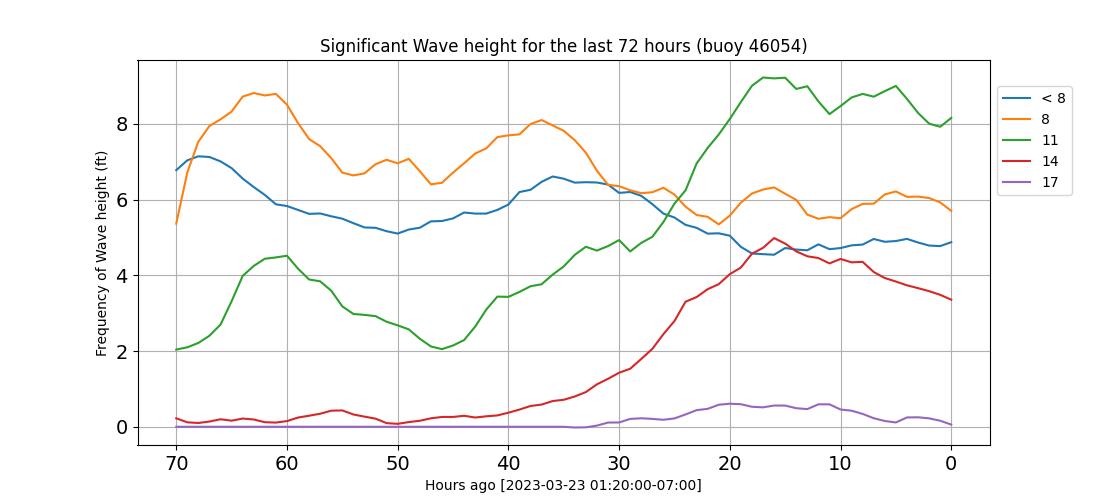 Significant Wave height for the last 72 hours (buoy 46054)
Frequency of Wave height (ft)
8
6
4
2
0
70 60 50 40 30 20 10 0
Hours ago [2023-03-23 01:20:00-07:00]
< 8
8
11
14
17